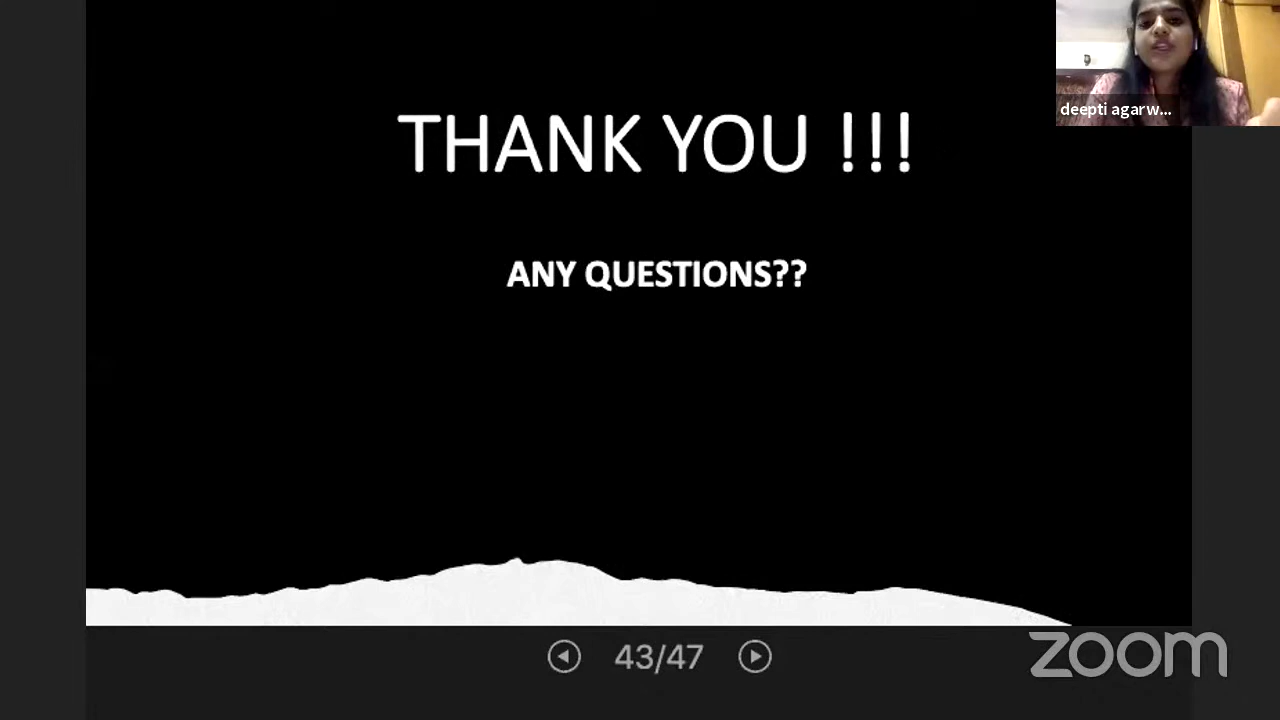 THANK YOU !!!
deepti agarw...
ANY QUESTIONS??
43/47
zoom